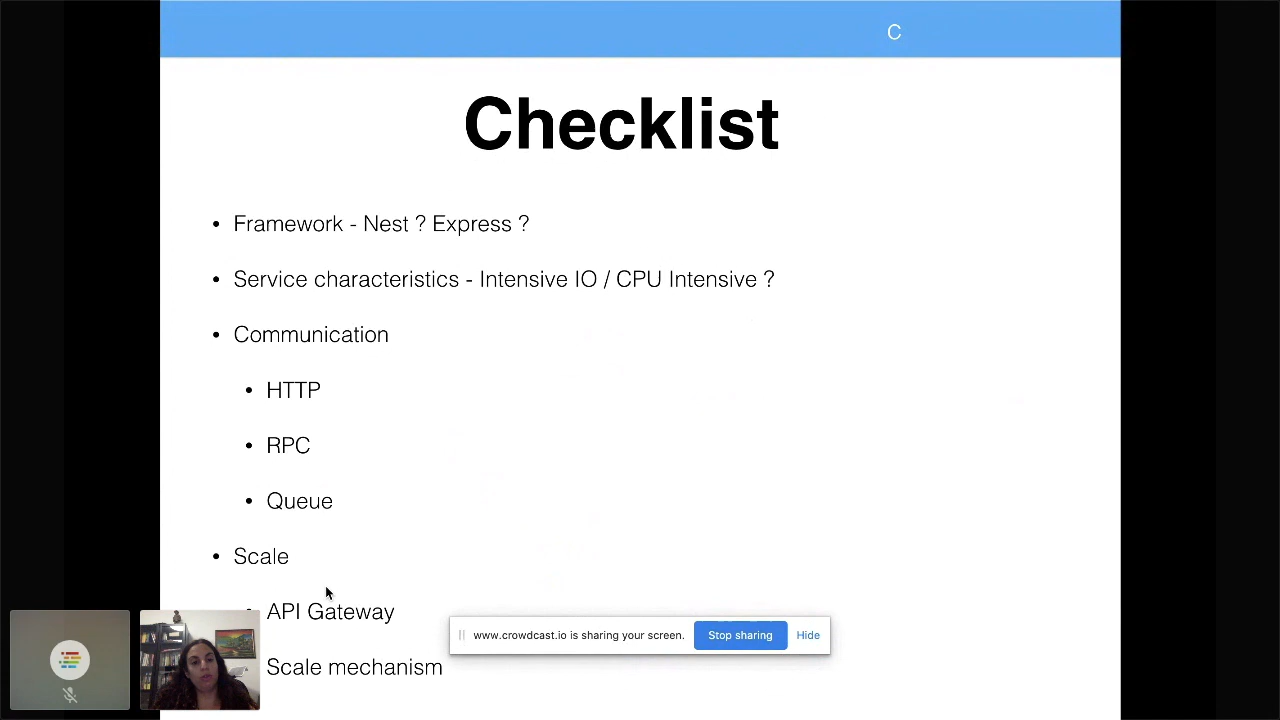 C
Checklist
• Framework - Nest ? Express ?
• Service characteristics - Intensive IO / CPU Intensive ?
• Communication
• HTTP
• RPC
• Queue
• Scale
• API Gateway
Scale mechanism
www.crowdcast.io is sharing your screen. Stop sharing Hide